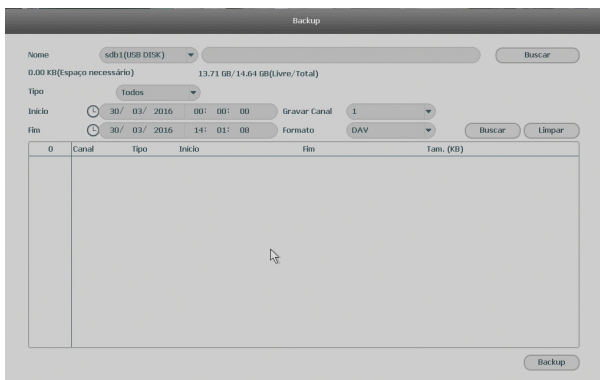 Backup
Nome sdb1(USB DISK) Buscar
0.00 KB(Espaço necessário) 13.71 GB/14.64 GB(Livre/Total)
Tipo Todos
Início 30/ 03/ 2016 00: 00: 00 Gravar Canal 1
Fim 30/ 03/ 2016 14: 01: 08 Formato DAV Buscar Limpar
0 Canal Tipo Início Fim Tam. (KB)
Backup